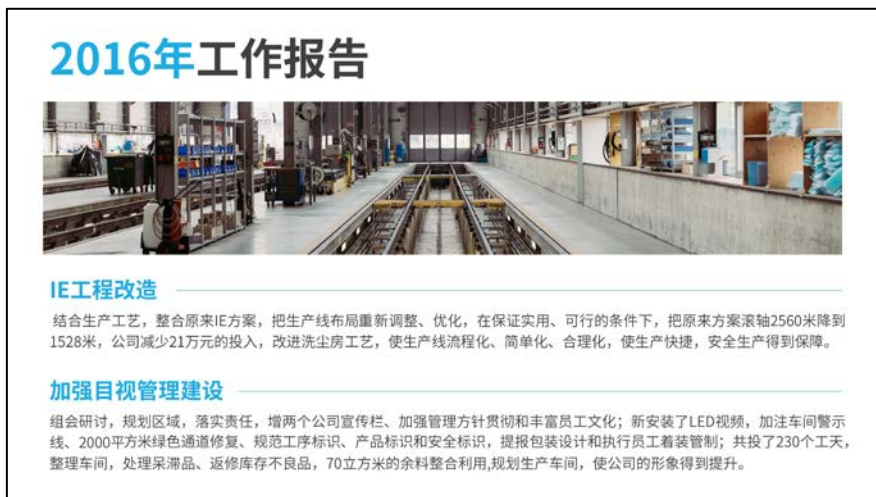 2016年工作报告
IE工程改造
结合生产工艺，整合原来IE方案，把生产线布局重新调整、优化，在保证实用、可行的条件下，把原来方案滚轴2560米降到
1528米，公司减少21万元的投入，改进洗尘房工艺，使生产线流程化、简单化、合理化，使生产快捷，安全生产得到保障。
加强目视管理建设
组会研讨，规划区域，落实责任，增两个公司宣传栏、加强管理方针贯彻和丰富员工文化；新安装了LED视频，加注车间警示
线、2000平方米绿色通道修复、规范工序标识、产品标识和安全标识，提报包装设计和执行员工着装管制；共投了230个工天，
整理车间，处理呆滞品、返修库存不良品，70立方米的余料整合利用,规划生产车间，使公司的形象得到提升。